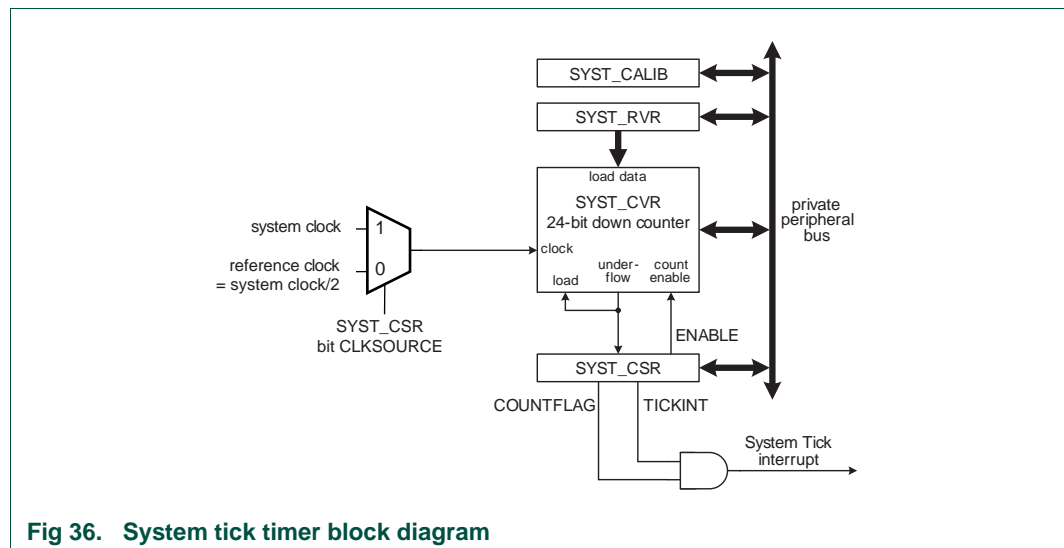 SYST_CALIB
SYST_RVR
load data
SYST_CVR
24-bit down counter
private
peripheral
bus
system clock
1
clock
reference clock
= system clock/2
0
under-
flow
count
enable
load
SYST_CSR
bit CLKSOURCE
ENABLE
SYST_CSR
COUNTFLAG
TICKINT
System Tick
interrupt
Fig 36. System tick timer block diagram